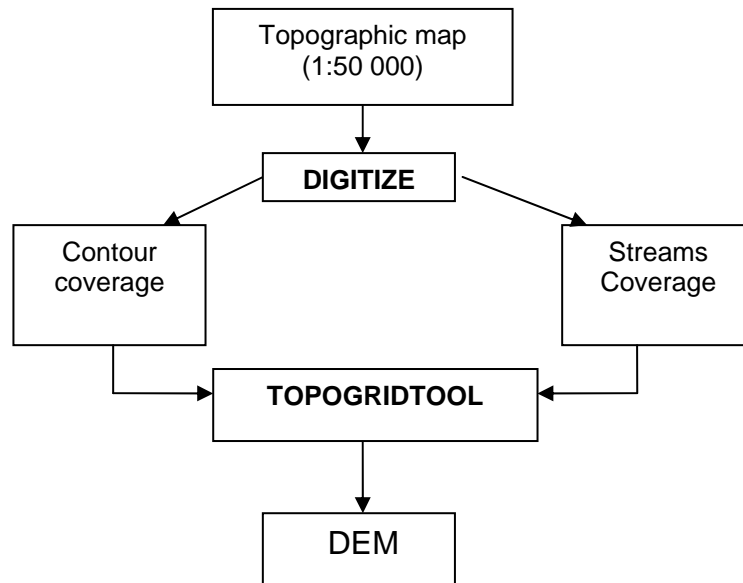 Topographic map
(1:50 000)
DIGITIZE
Contour
coverage
Streams
Coverage
TOPOGRIDTOOL
DEM